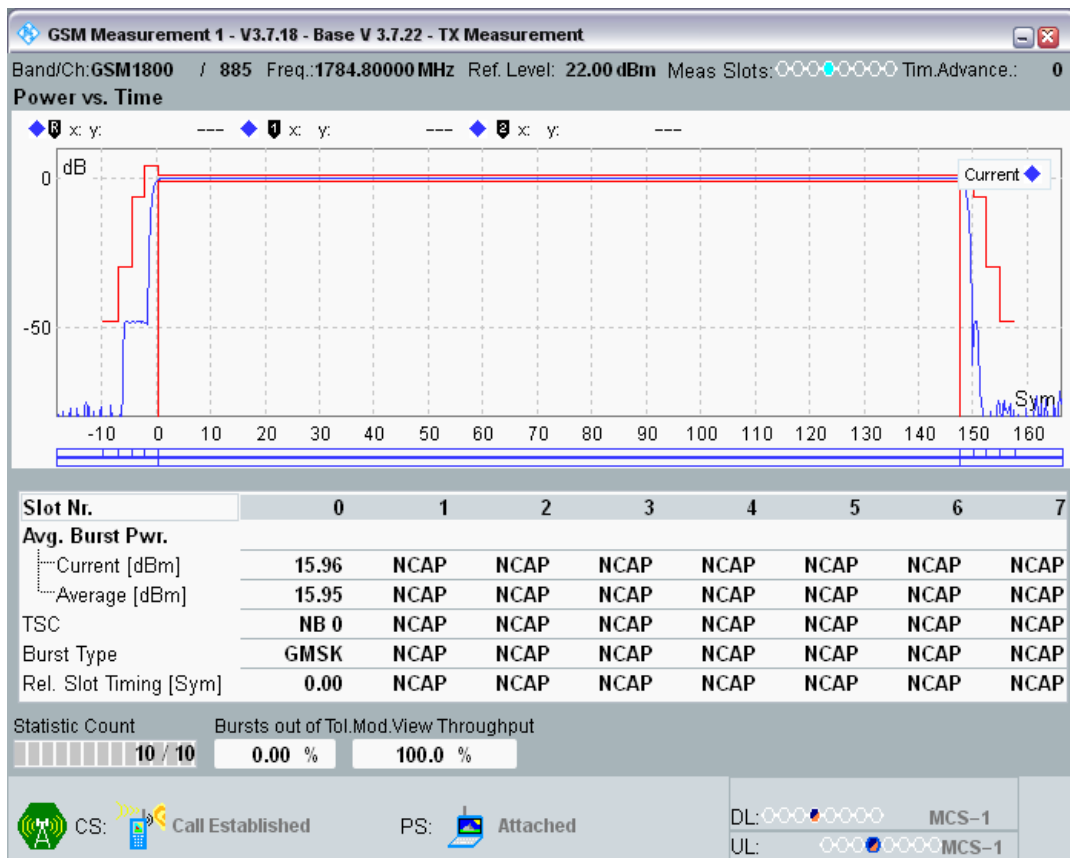 GSM Measurement 1 - V3.7.18 - Base V 3.7.22 - TX Measurement
Band/Ch:GSM1800 / 885 Freq.:1784.80000 MHz Ref. Level: 22.00 dBm Meas Slots: Tim.Advance.: 0
Power vs. Time
R x: y: --- 1 x: y: --- 2 x: y: ---
dB
Current
0
-50
Sym
-10 0 10 20 30 40 50 60 70 80 90 100 110 120 130 140 150 160
Slot Nr. 0 1 2 3 4 5 6 7
Avg. Burst Pwr.
Current [dBm] 15.96 NCAP NCAP NCAP NCAP NCAP NCAP NCAP
Average [dBm] 15.95 NCAP NCAP NCAP NCAP NCAP NCAP NCAP
TSC NB 0 NCAP NCAP NCAP NCAP NCAP NCAP NCAP
Burst Type GMSK NCAP NCAP NCAP NCAP NCAP NCAP NCAP
Rel. Slot Timing [Sym] 0.00 NCAP NCAP NCAP NCAP NCAP NCAP NCAP
Statistic Count Bursts out of Tol. Mod.View Throughput
10 / 10 0.00 % 100.0 %
CS: Call Established PS: Attached
DL: MCS-1
UL: MCS-1